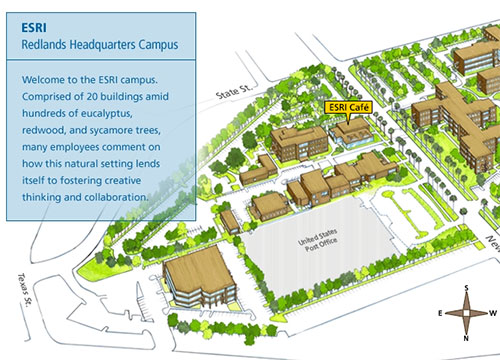 ESRI
Redlands Headquarters Campus
Welcome to the ESRI campus.
Comprised of 20 buildings amid
hundreds of eucalyptus,
redwood, and sycamore trees,
many employees comment on
how this natural setting lends
itself to fostering creative
thinking and collaboration.
State St.
ESRI Café
United States
Post Office
Texas St.
New
S
E
W
N